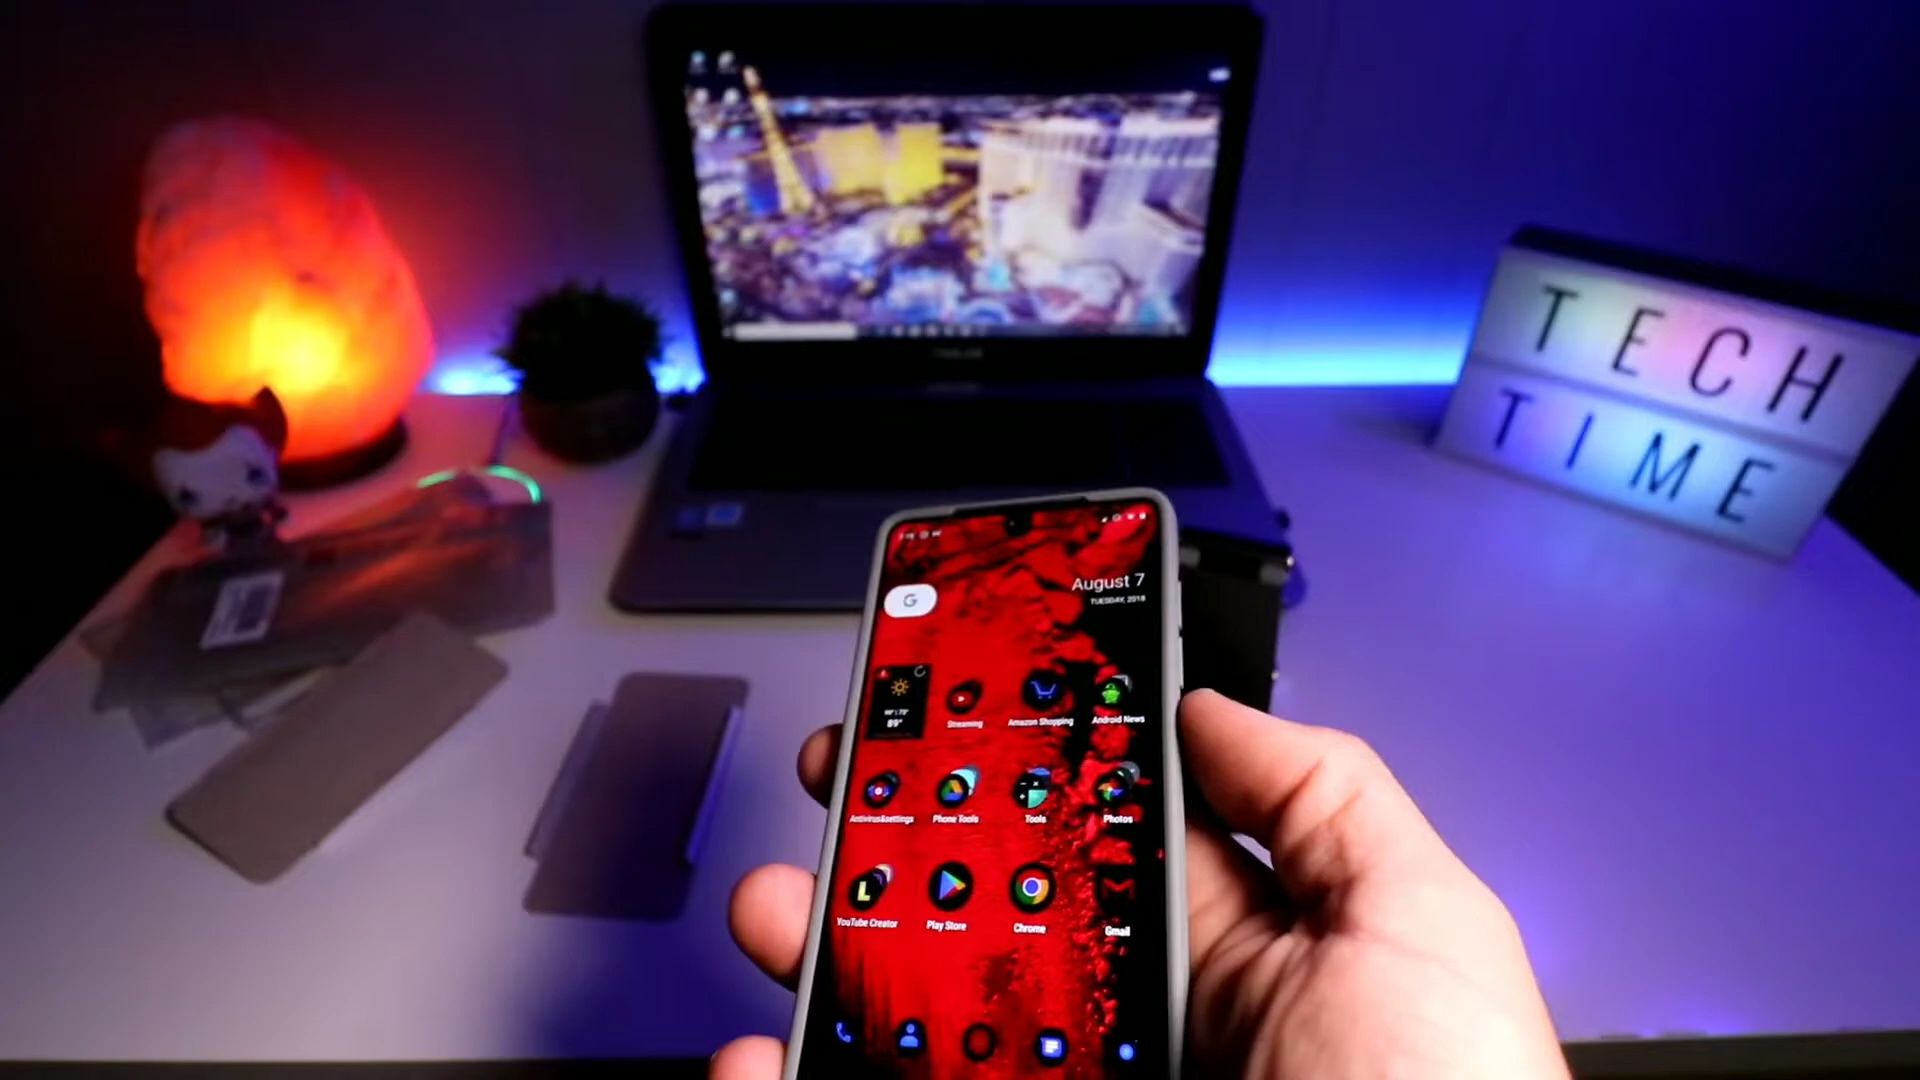 TECH
TIME
August 7
TUESDAY, 2018
G
89°
Streaming
Amazon Shopping
Android News
Antivirus&settings
Phone Tools
Tools
Photos
YouTube Creator
Play Store
Chrome
Gmail